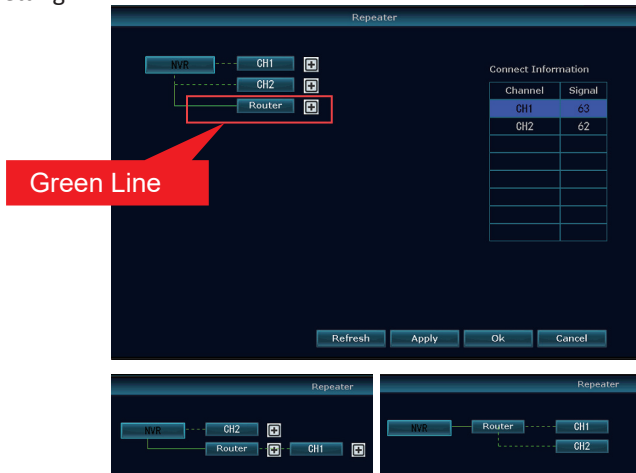 Repeater
NVR CH1
CH2
Router
Connect Information
Channel Signal
CH1 63
CH2 62
Green Line
Refresh Apply Ok Cancel
Repeater
NVR CH2
Router CH1
Repeater
NVR Router CH1
CH2